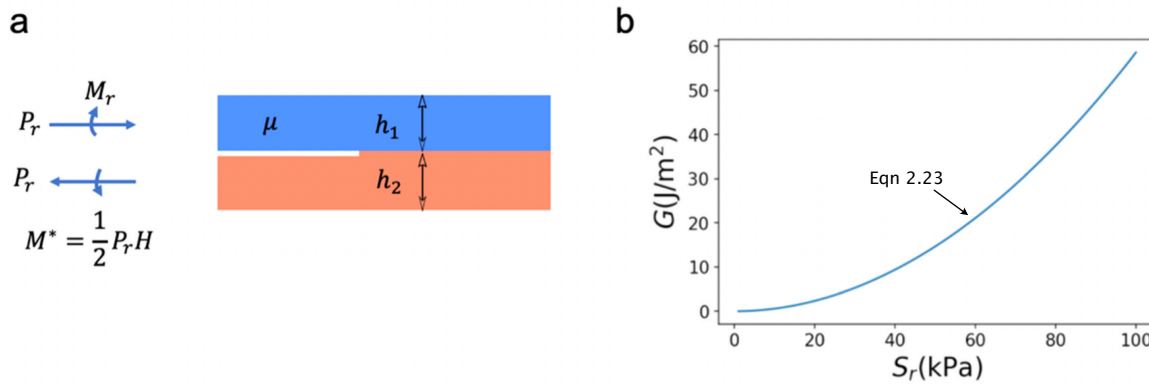 a
M_r
P_r
μ
h_1
P_r
h_2
M* = 1/2 P_r H
b
60
50
40
30
20
10
0
G(J/m²)
Eqn 2.23
0 20 40 60 80 100
S_r(kPa)